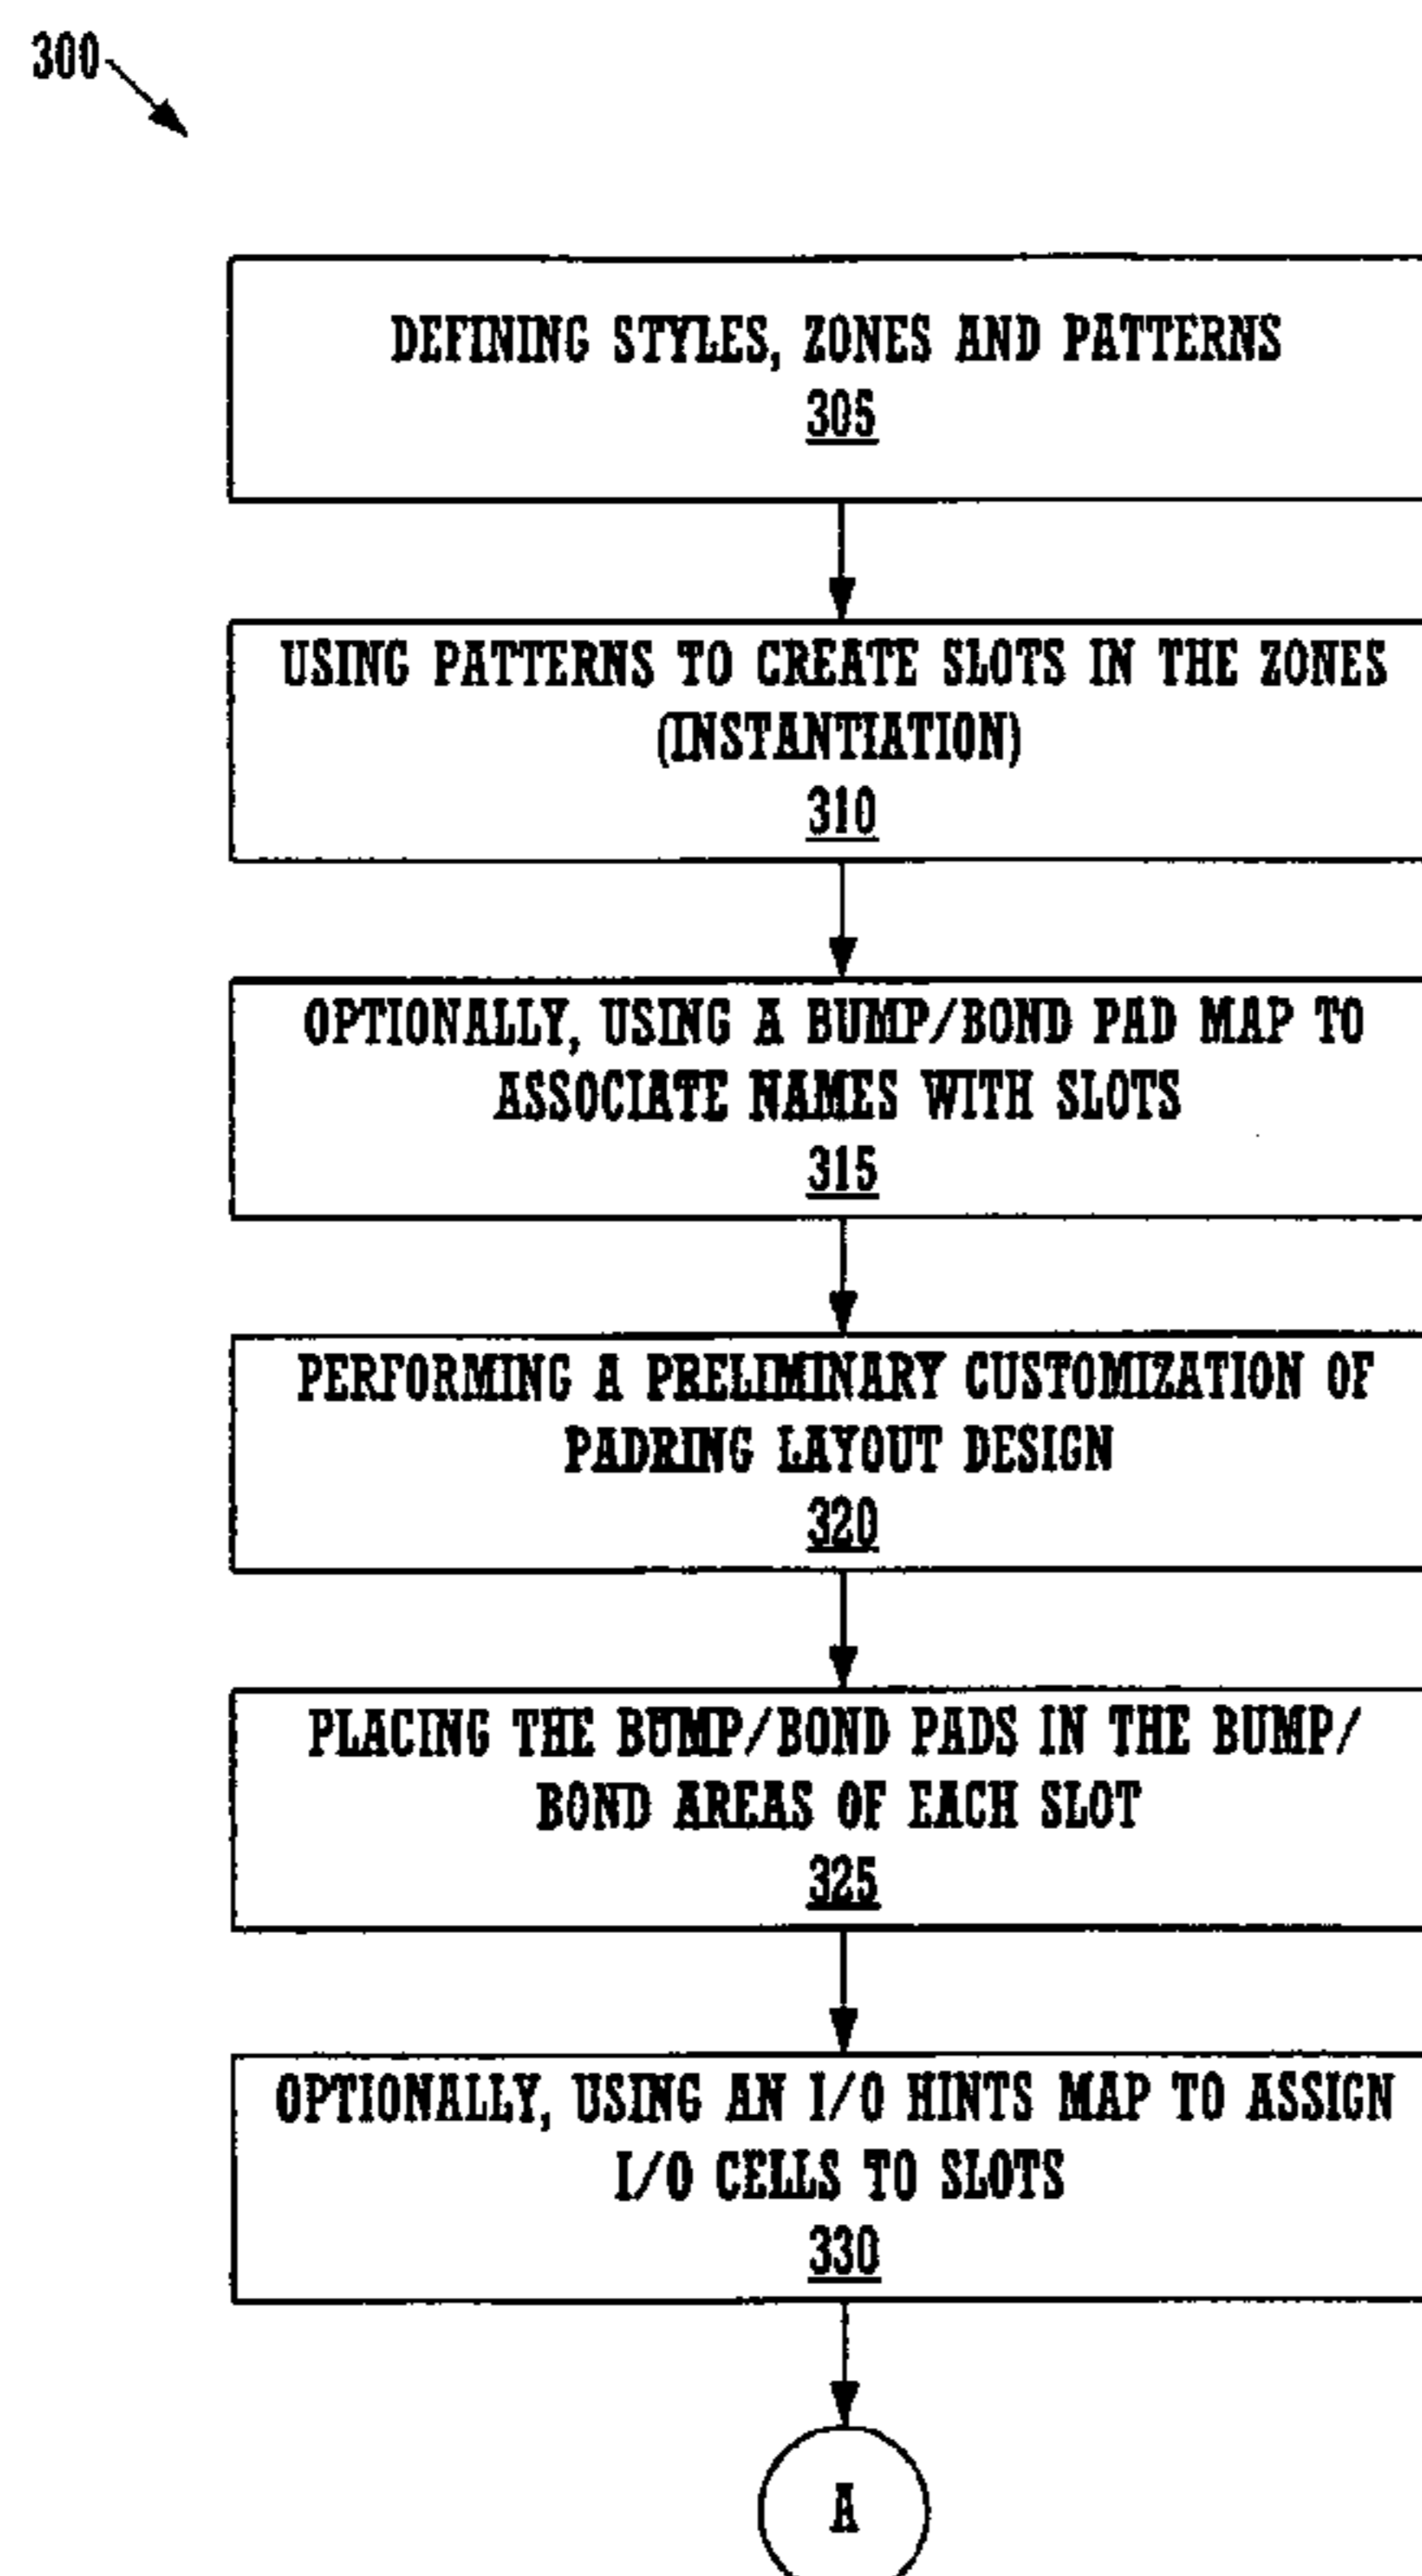 300
DEFINING STYLES, ZONES AND PATTERNS
305
USING PATTERNS TO CREATE SLOTS IN THE ZONES
(INSTANTIATION)
310
OPTIONALLY, USING A BUMP/BOND PAD MAP TO
ASSOCIATE NAMES WITH SLOTS
315
PERFORMING A PRELIMINARY CUSTOMIZATION OF
PADRING LAYOUT DESIGN
320
PLACING THE BUMP/BOND PADS IN THE BUMP/
BOND AREAS OF EACH SLOT
325
OPTIONALLY, USING AN I/O HINTS MAP TO ASSIGN
I/O CELLS TO SLOTS
330
A